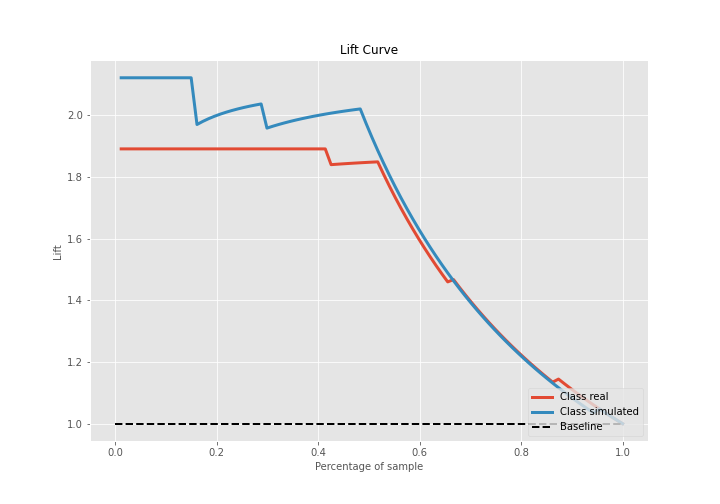 Lift Curve
Lift
2.0
1.8
1.6
1.4
1.2
1.0
0.0 0.2 0.4 0.6 0.8 1.0
Percentage of sample
Class real
Class simulated
Baseline